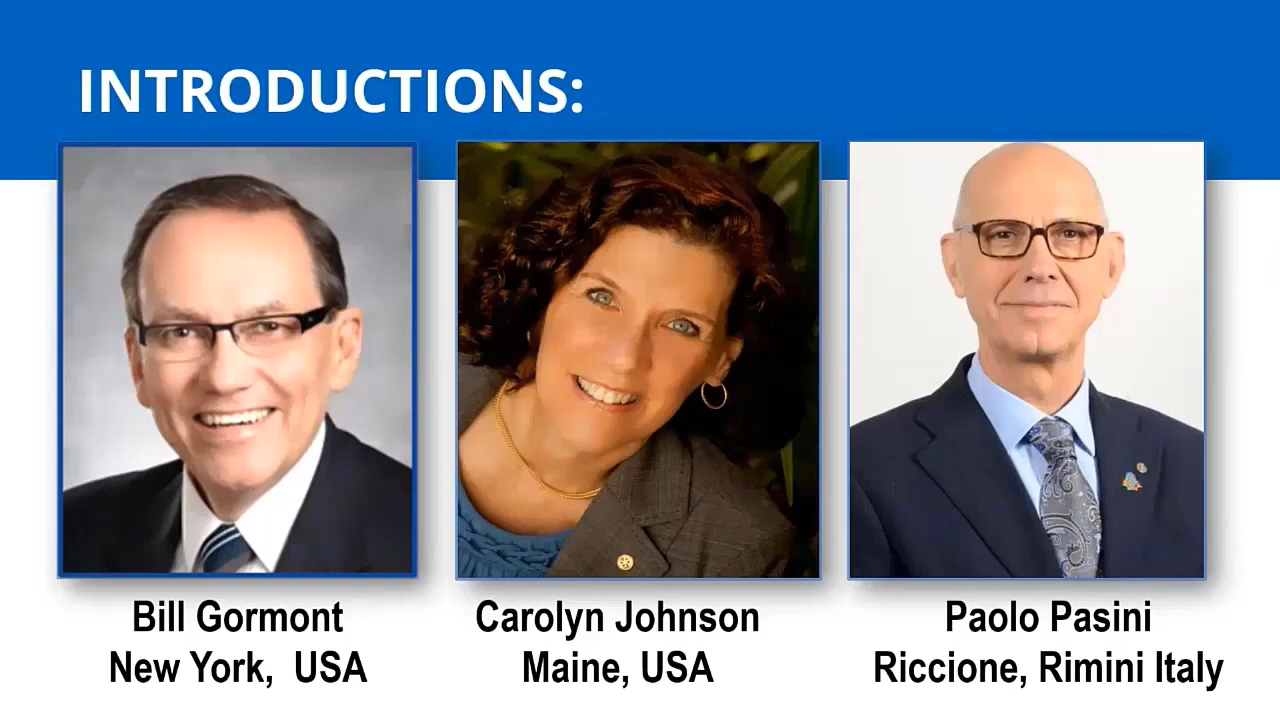 INTRODUCTIONS:
Bill Gormont
New York,  USA
Carolyn Johnson
Maine, USA
Paolo Pasini
Riccione, Rimini Italy